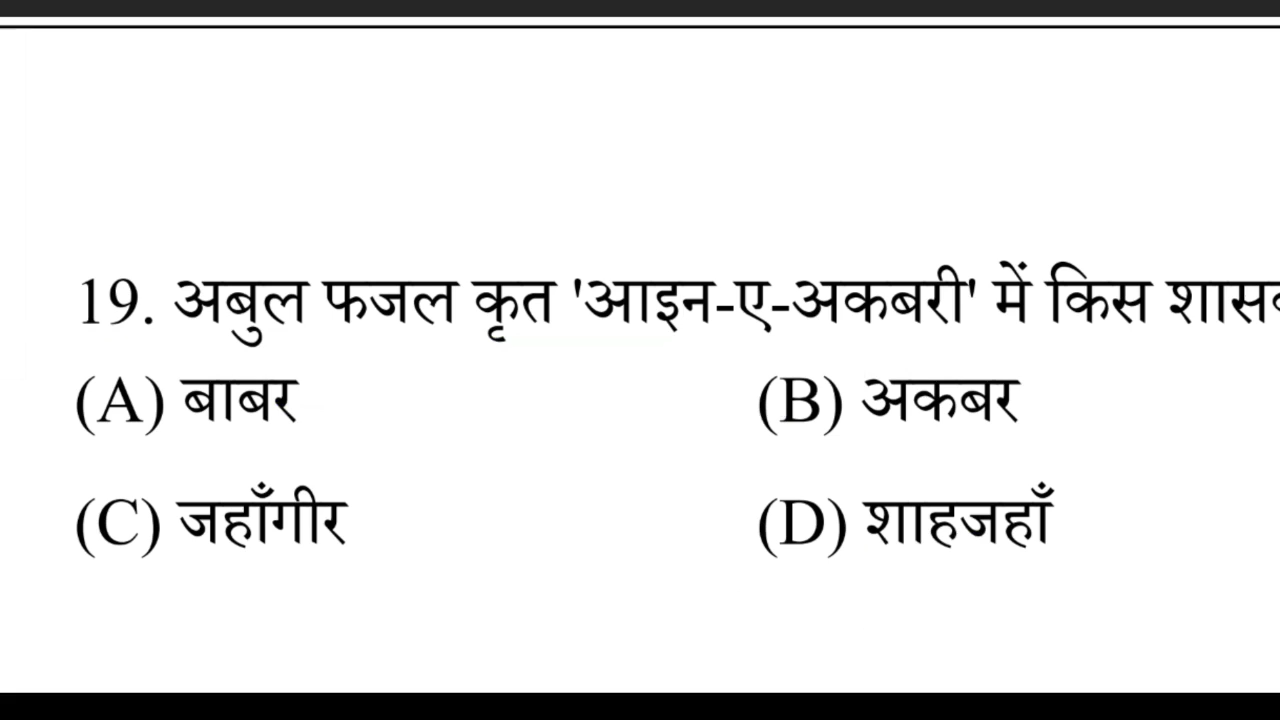 19. अबुल फजल कृत 'आइन-ए-अकबरी' में किस
(A) बाबर (B) अकबर
(C) जहाँगीर (D) शाहजहाँ